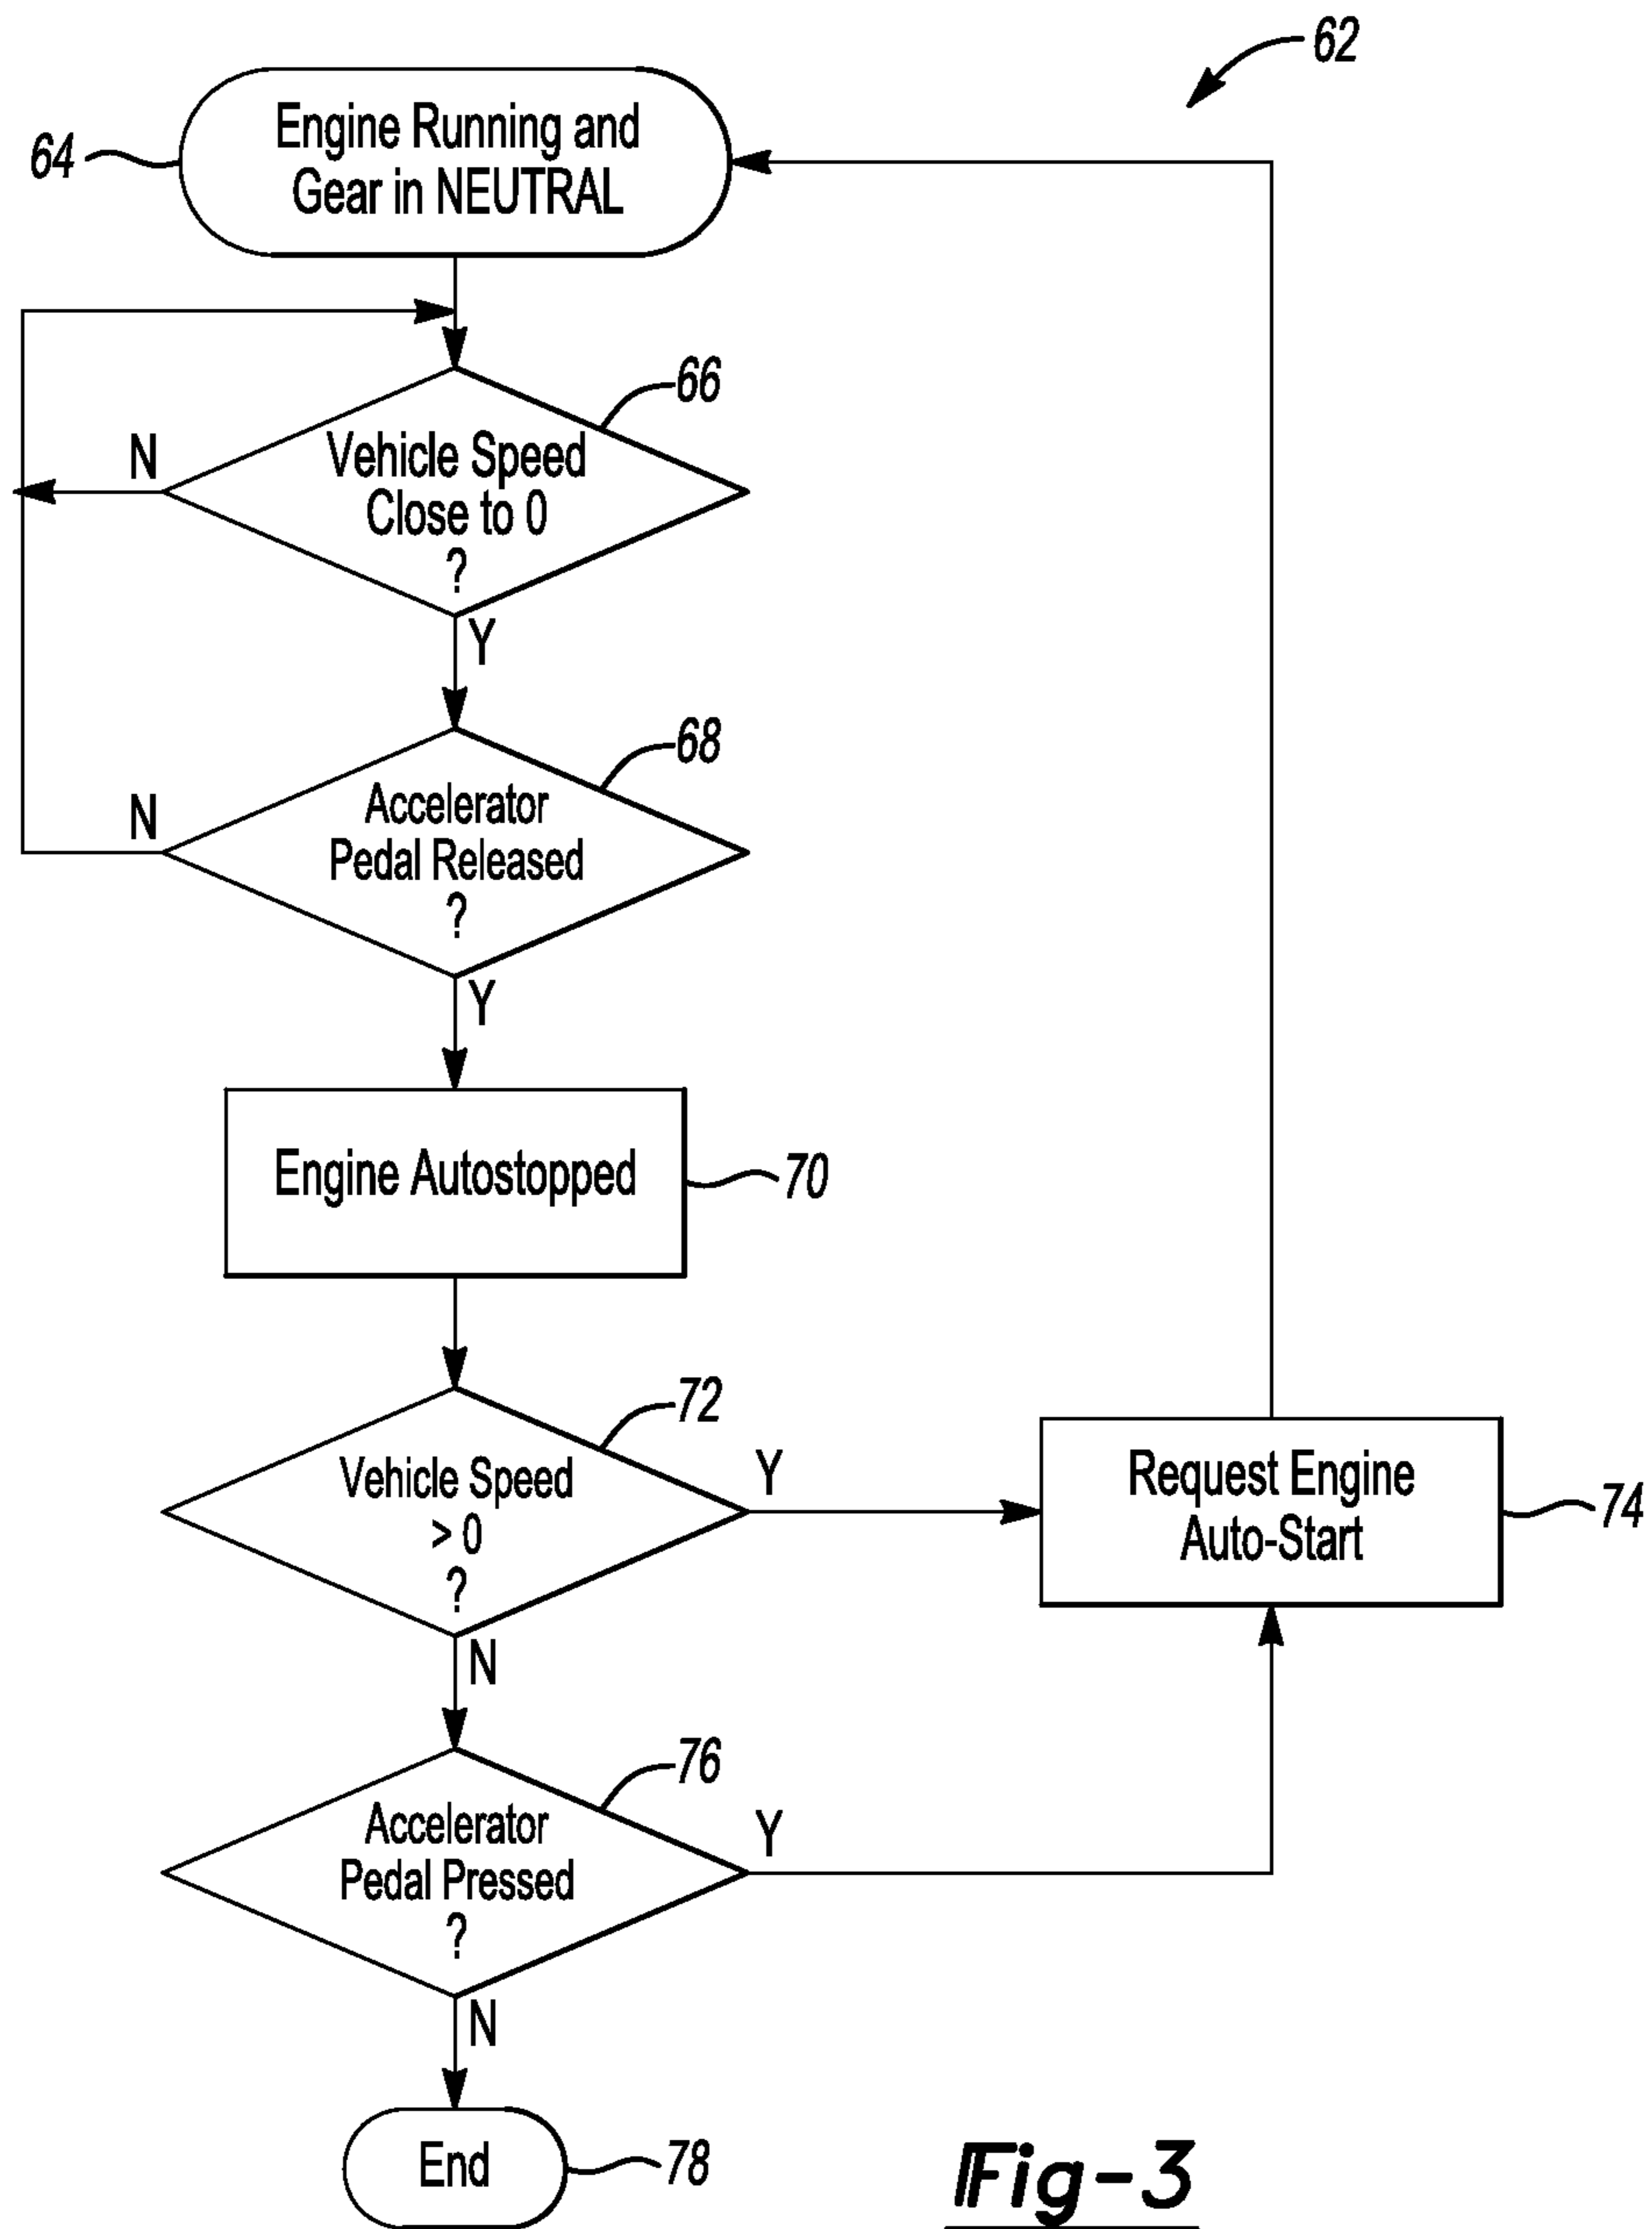 62
64
Engine Running and
Gear in NEUTRAL
66
N
Vehicle Speed
Close to 0
?
Y
68
N
Accelerator
Pedal Released
?
Y
Engine Autostopped
70
72
Vehicle Speed
> 0
?
Y
N
Request Engine
Auto-Start
74
76
Accelerator
Pedal Pressed
?
Y
N
End
78
Fig-3